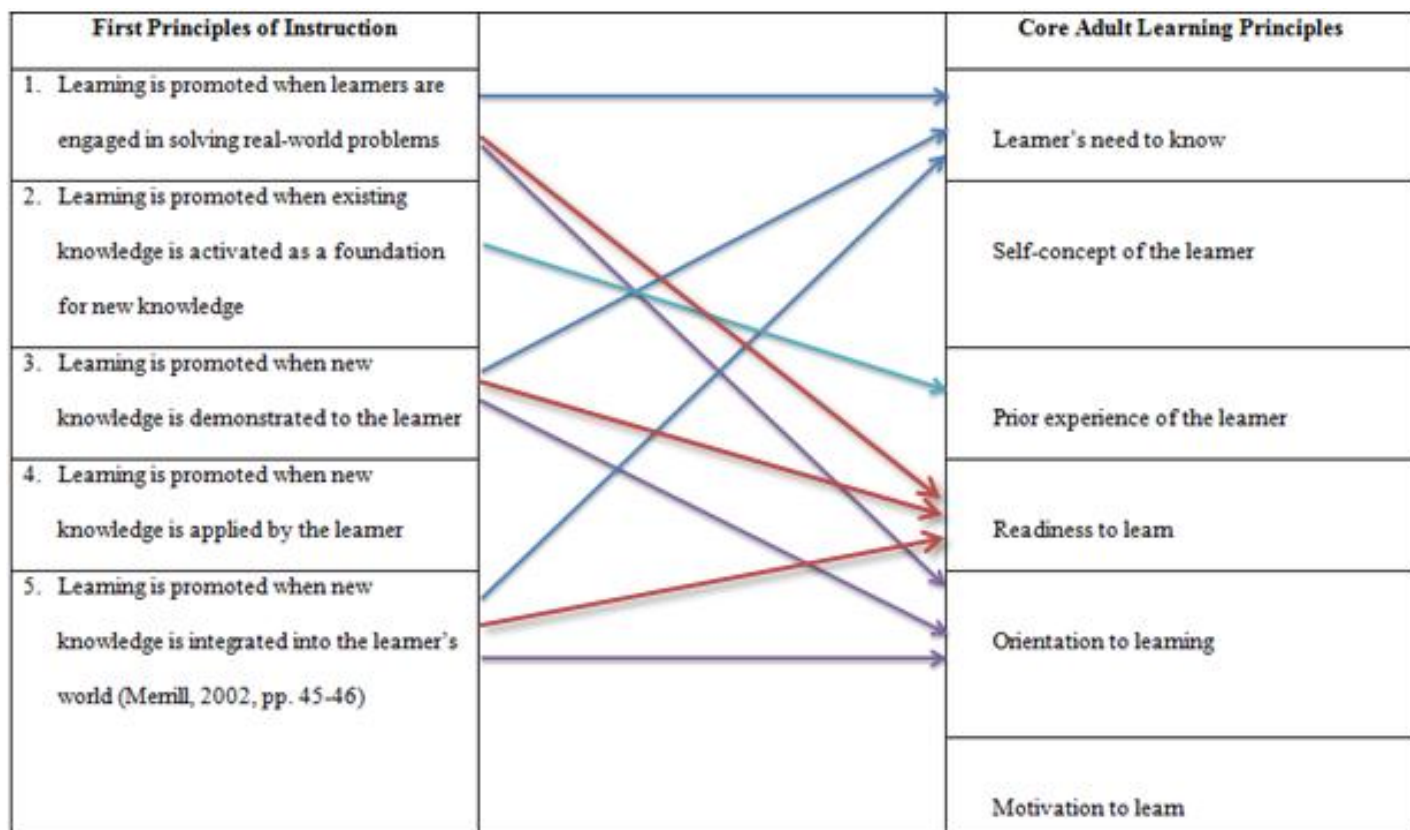 First Principles of Instruction
1. Learning is promoted when learners are
engaged in solving real-world problems
2. Learning is promoted when existing
knowledge is activated as a foundation
for new knowledge
3. Learning is promoted when new
knowledge is demonstrated to the learner
4. Learning is promoted when new
knowledge is applied by the learner
5. Learning is promoted when new
knowledge is integrated into the learner's
world (Merrill, 2002, pp. 45-46)
Core Adult Learning Principles
Learner's need to know
Self-concept of the learner
Prior experience of the learner
Readiness to learn
Orientation to learning
Motivation to learn